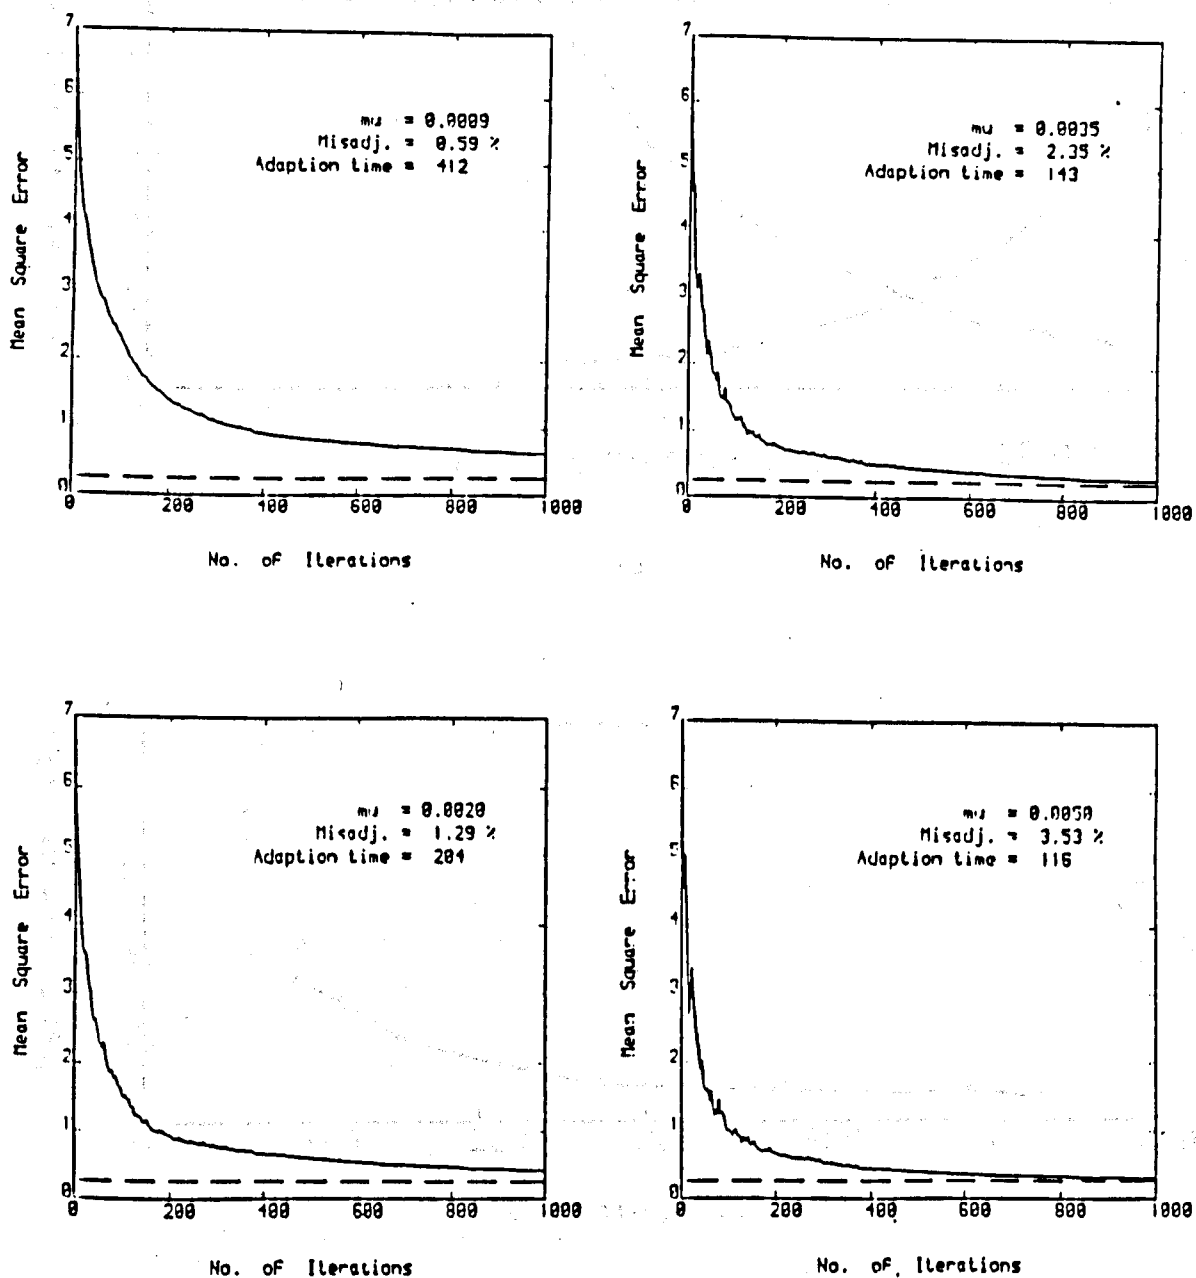 7
6
5
4
3
2
1
0
Mean Square Error
mu = 0.0009
Misadj. = 0.59 %
Adaption time = 412
0 200 400 600 800 1000
No. of Iterations
7
6
5
4
3
2
1
0
Mean Square Error
mu = 0.0035
Misadj. = 2.35 %
Adaption time = 143
0 200 400 600 800 1000
No. of Iterations
7
6
5
4
3
2
1
0
Mean Square Error
mu = 0.0020
Misadj. = 1.29 %
Adaption time = 204
0 200 400 600 800 1000
No. of Iterations
7
6
5
4
3
2
1
0
Mean Square Error
mu = 0.0050
Misadj. = 3.53 %
Adaption time = 116
0 200 400 600 800 1000
No. of Iterations